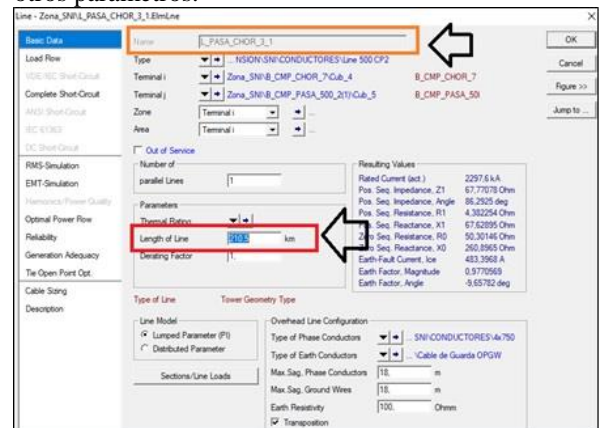 otros parámetros.
Line - Zona_SNI\L_PASA_CHOR_3_1.ElmLne
Basic Data
Load Flow
VDE/IEC Short-Circuit
Complete Short-Circuit
ANSI Short-Circuit
IEC 61363
DC Short-Circuit
RMS-Simulation
EMT-Simulation
Harmonics/Power Quality
Optimal Power Flow
Reliability
Generation Adequacy
Tie Open Point Opt.
Cable Sizing
Description
Name L_PASA_CHOR_3_1
Type ... NSION\SNI\CONDUCTORES\Line 500 CP2
Terminal i Zona_SNI\B_CMP_CHOR_7\Cub_4 B_CMP_CHOR_7
Terminal j Zona_SNI\B_CMP_PASA_500_2(1)\Cub_5 B_CMP_PASA_50(
Zone Terminal i ...
Area Terminal i ...
Out of Service
Number of
parallel Lines 1
Parameters
Thermal Rating
Length of Line 210.5 km
Derating Factor 1,
Resulting Values
Rated Current (act.) 2297,6 kA
Pos. Seq. Impedance, Z1 67,77078 Ohm
Pos. Seq. Impedance, Angle 86,2925 deg
Pos. Seq. Resistance, R1 4,382254 Ohm
Pos. Seq. Reactance, X1 67,62895 Ohm
Zero Seq. Resistance, R0 50,30146 Ohm
Zero Seq. Reactance, X0 260,8965 Ohm
Earth-Fault Current, Ice 483,3968 A
Earth Factor, Magnitude 0,9770569
Earth Factor, Angle -9,65782 deg
Type of Line Tower Geometry Type
Line Model
Lumped Parameter (PI)
Distributed Parameter
Sections/Line Loads
Overhead Line Configuration
Type of Phase Conductors ... SNI\CONDUCTORES\4x750
Type of Earth Conductors ... \Cable de Guarda OPGW
Max. Sag, Phase Conductors 18, m
Max. Sag, Ground Wires 18, m
Earth Resistivity 100, Ohmm
Transposition
OK
Cancel
Figure >>
Jump to ...